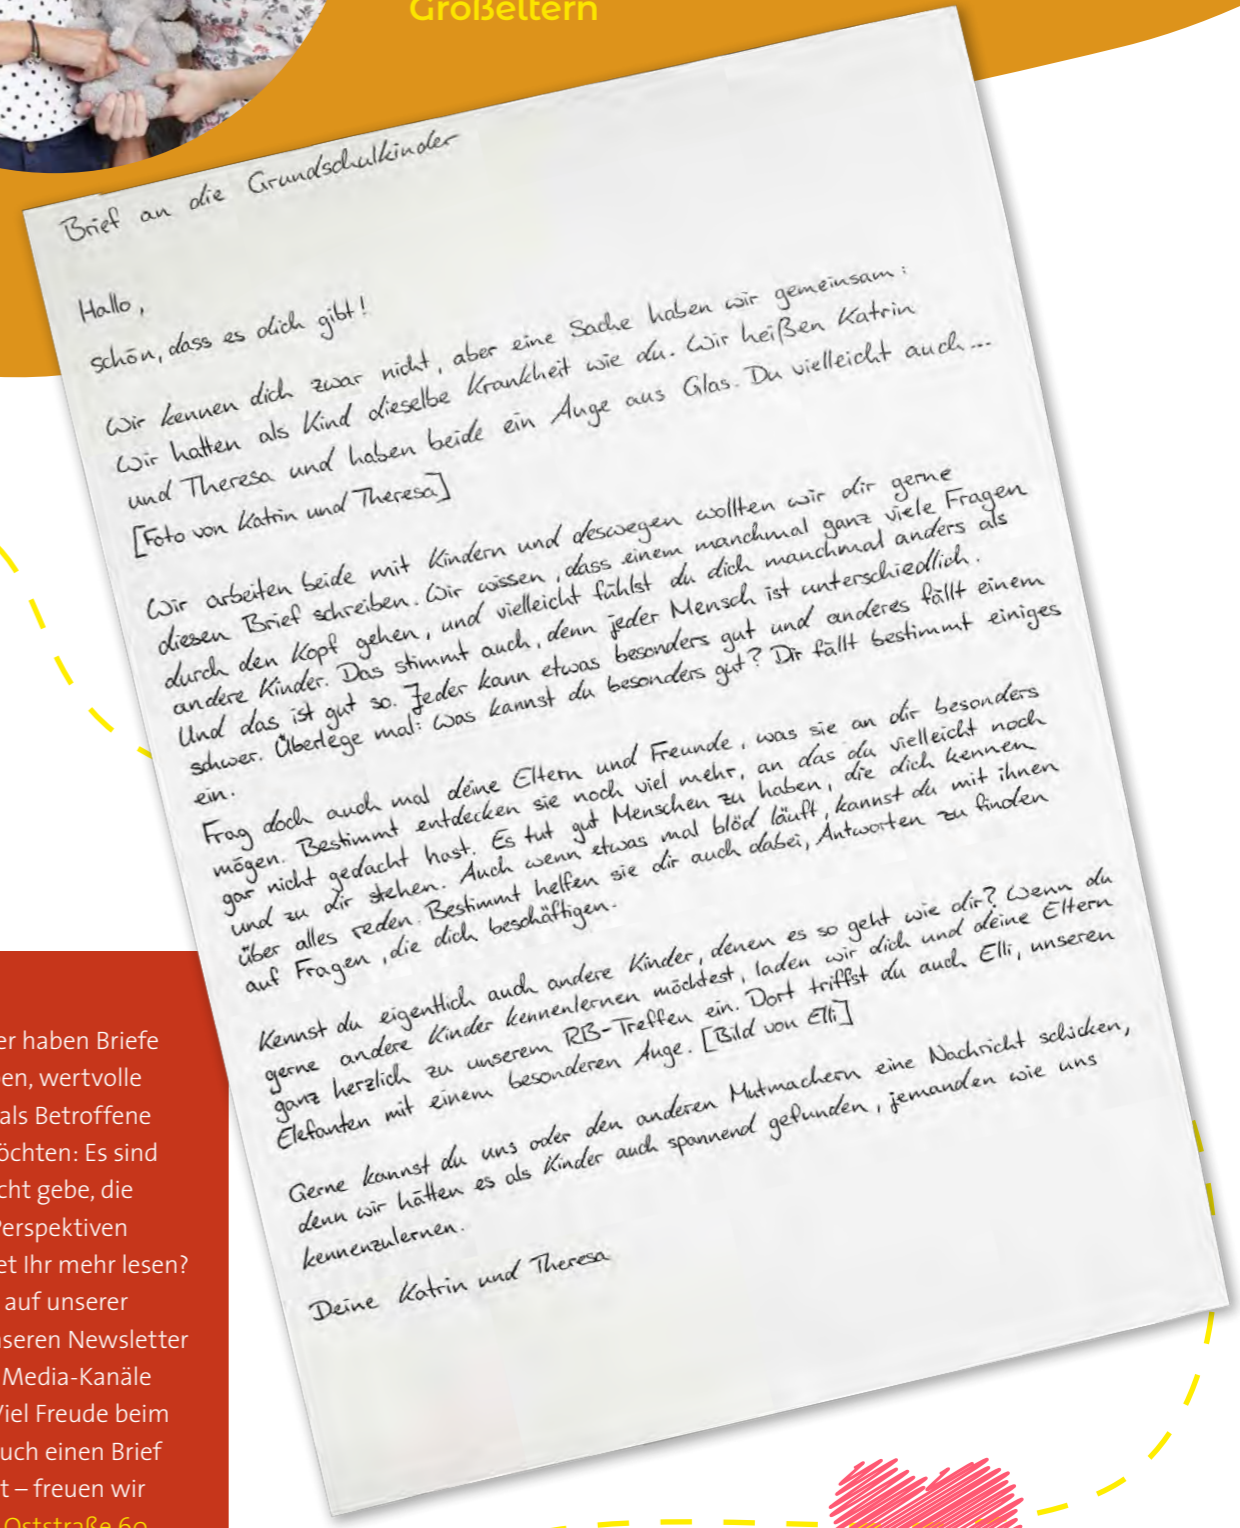 Großeltern
Brief an die Grundschulkinder
Hallo,
schön, dass es dich gibt!
Wir kennen dich zwar nicht, aber eine Sache haben wir gemeinsam:
Wir hatten als Kind dieselbe Krankheit wie du. Wir heißen Katrin
und Theresa und haben beide ein Auge aus Glas. Du vielleicht auch...
[Foto von Katrin und Theresa]
Wir arbeiten beide mit Kindern und deswegen wollten wir dir gerne
diesen Brief schreiben. Wir wissen, dass einem manchmal ganz viele Fragen
durch den Kopf gehen, und vielleicht fühlst du dich manchmal anders als
andere Kinder. Das stimmt auch, denn jeder Mensch ist unterschiedlich.
Und das ist gut so. Jeder kann etwas besonders gut und anderes fällt einem
schwer. Überlege mal: Was kannst du besonders gut? Dir fällt bestimmt einiges
ein.
Frag doch auch mal deine Eltern und Freunde, was sie an dir besonders
mögen. Bestimmt entdecken sie noch viel mehr, an das du vielleicht noch
gar nicht gedacht hast. Es tut gut Menschen zu haben, die dich kennen
und zu dir stehen. Auch wenn etwas mal blöd läuft, kannst du mit ihnen
über alles reden. Bestimmt helfen sie dir auch dabei, Antworten zu finden
auf Fragen, die dich beschäftigen.
Kennst du eigentlich auch andere Kinder, denen es so geht wie dir? Wenn du
gerne andere Kinder kennenlernen möchtest, laden wir dich und deine Eltern
ganz herzlich zu unserem RB-Treffen ein. Dort triffst du auch Elli, unseren
Elefanten mit einem besonderen Auge. [Bild von Elli]
Gerne kannst du uns oder den anderen Mutmachern eine Nachricht schicken,
denn wir hätten es als Kinder auch spannend gefunden, jemanden wie uns
kennenzulernen.
Deine Katrin und Theresa
er haben Briefe
ben, wertvolle
als Betroffene
öchten: Es sind
cht gebe, die
Perspektiven
et Ihr mehr lesen?
auf unserer
nseren Newsletter
Media-Kanäle
Viel Freude beim
uch einen Brief
t – freuen wir
Oststraße 60